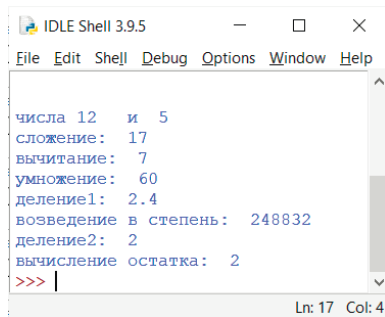 IDLE Shell 3.9.5
File Edit Shell Debug Options Window Help
числа 12 и 5
сложение: 17
вычитание: 7
умножение: 60
деление1: 2.4
возведение в степень: 248832
деление2: 2
вычисление остатка: 2
>>>
Ln: 17 Col: 4